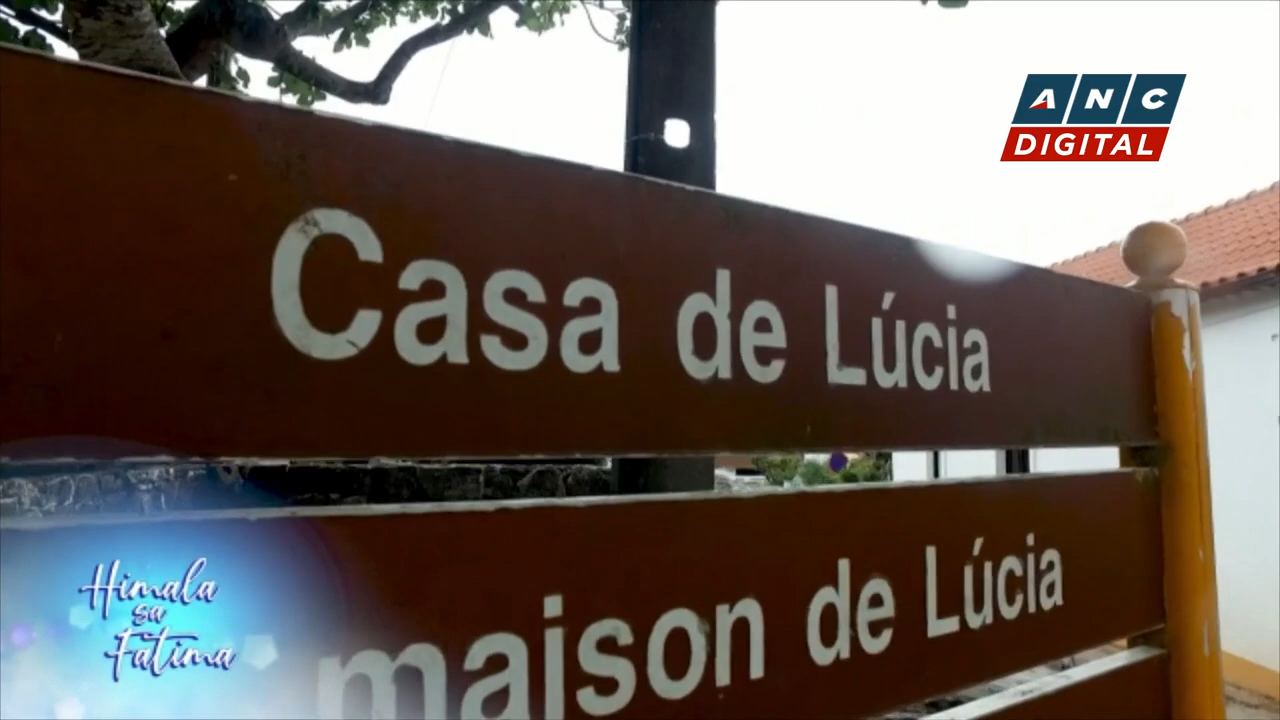 ANC
DIGITAL
Casa de Lúcia
maison de Lúcia
Himala
sa
Fatima